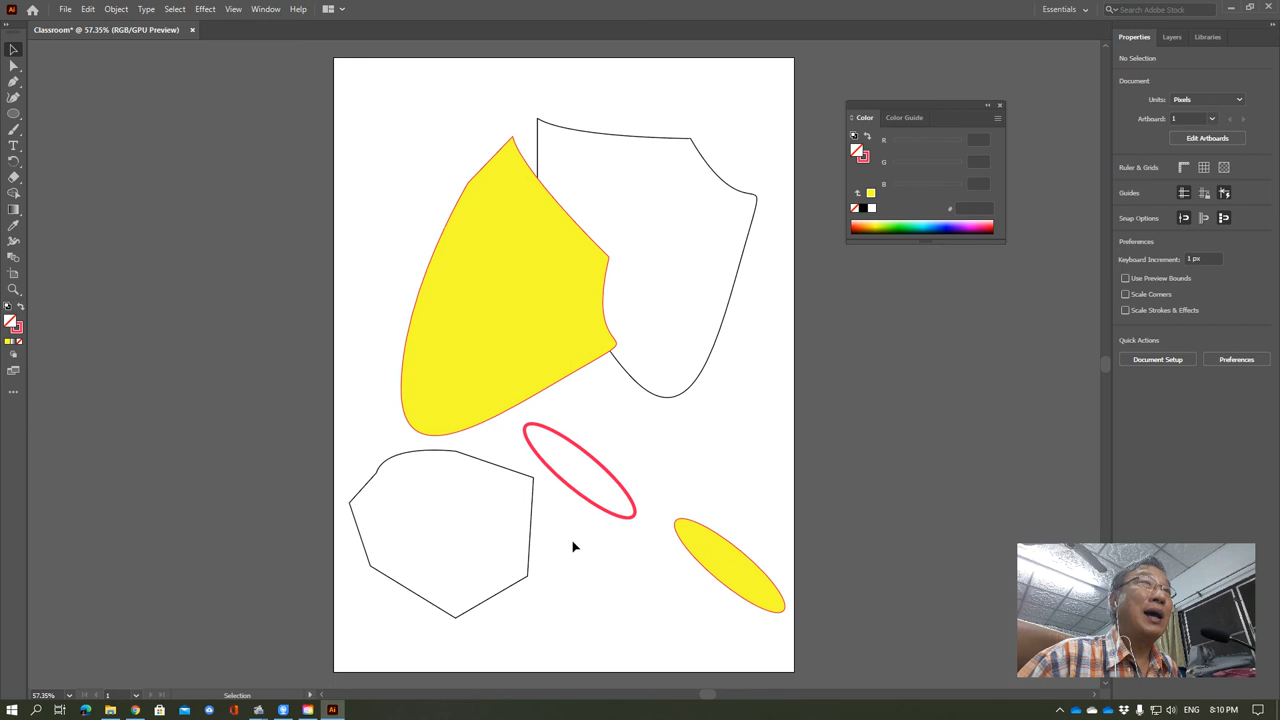 Ai File Edit Object Type Select Effect View Window Help
Essentials
Search Adobe Stock
Classroom* @ 57.35% (RGB/GPU Preview)
Properties Layers Libraries
No Selection
Document
Units: Pixels
Artboard: 1
Edit Artboards
Ruler & Grids
Guides
Snap Options
Preferences
Keyboard Increment: 1 px
Use Preview Bounds
Scale Corners
Scale Strokes & Effects
Quick Actions
Document Setup Preferences
Color Color Guide
R
G
B
#
T
57.35% 1 Selection
Ai
ENG 8:10 PM